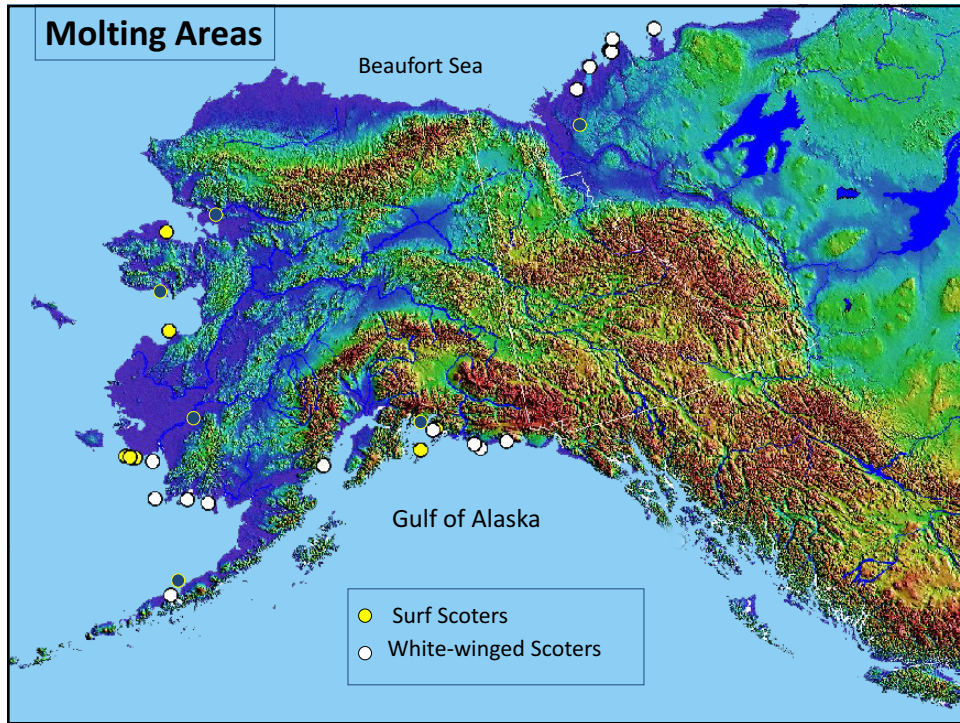 Molting Areas
Beaufort Sea
Gulf of Alaska
Surf Scoters
White-winged Scoters